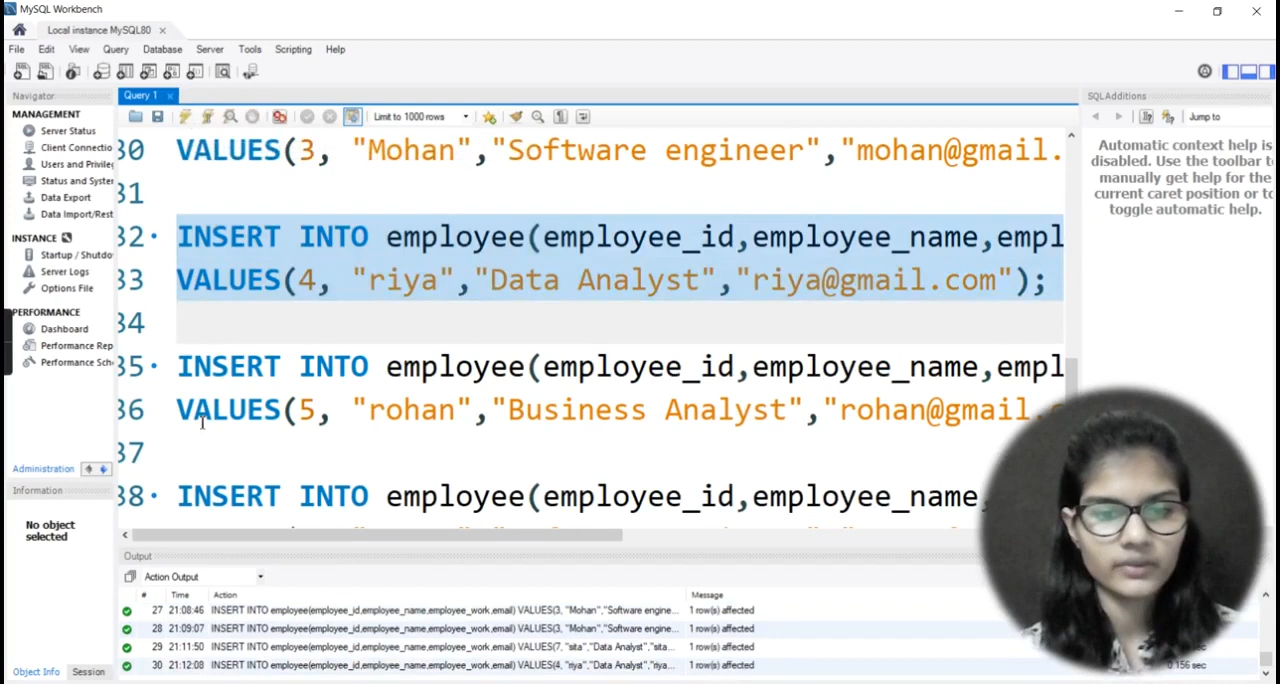 MySQL Workbench
Local instance MySQL80
File Edit View Query Database Server Tools Scripting Help
Navigator
MANAGEMENT
Server Status
Client Connectio
Users and Privileg
Status and Syster
Data Export
Data Import/Rest
INSTANCE
Startup / Shutdo
Server Logs
Options File
PERFORMANCE
Dashboard
Performance Rep
Performance Sch
Administration
Information
No object
selected
Object Info Session
Query 1
Limit to 1000 rows
30 VALUES(3, "Mohan","Software engineer","mohan@gmail.
31
32 INSERT INTO employee(employee_id,employee_name,empl
33 VALUES(4, "riya","Data Analyst","riya@gmail.com");
34
35 INSERT INTO employee(employee_id,employee_name,empl
36 VALUES(5, "rohan","Business Analyst","rohan@gmail.
37
38 INSERT INTO employee(employee_id,employee_name,
Output
Action Output
# Time Action Message
27 21:08:46 INSERT INTO employee(employee_id,employee_name,employee_work,email) VALUES(3, "Mohan","Software engine... 1 row(s) affected
28 21:09:07 INSERT INTO employee(employee_id,employee_name,employee_work,email) VALUES(3, "Mohan","Software engine... 1 row(s) affected
29 21:11:50 INSERT INTO employee(employee_id,employee_name,employee_work,email) VALUES(7, "sita","Data Analyst","sita... 1 row(s) affected
30 21:12:08 INSERT INTO employee(employee_id,employee_name,employee_work,email) VALUES(4, "riya","Data Analyst","riya... 1 row(s) affected
0.156 sec
SQLAdditions
Jump to
Automatic context help is
disabled. Use the toolbar t
manually get help for the
current caret position or to
toggle automatic help.